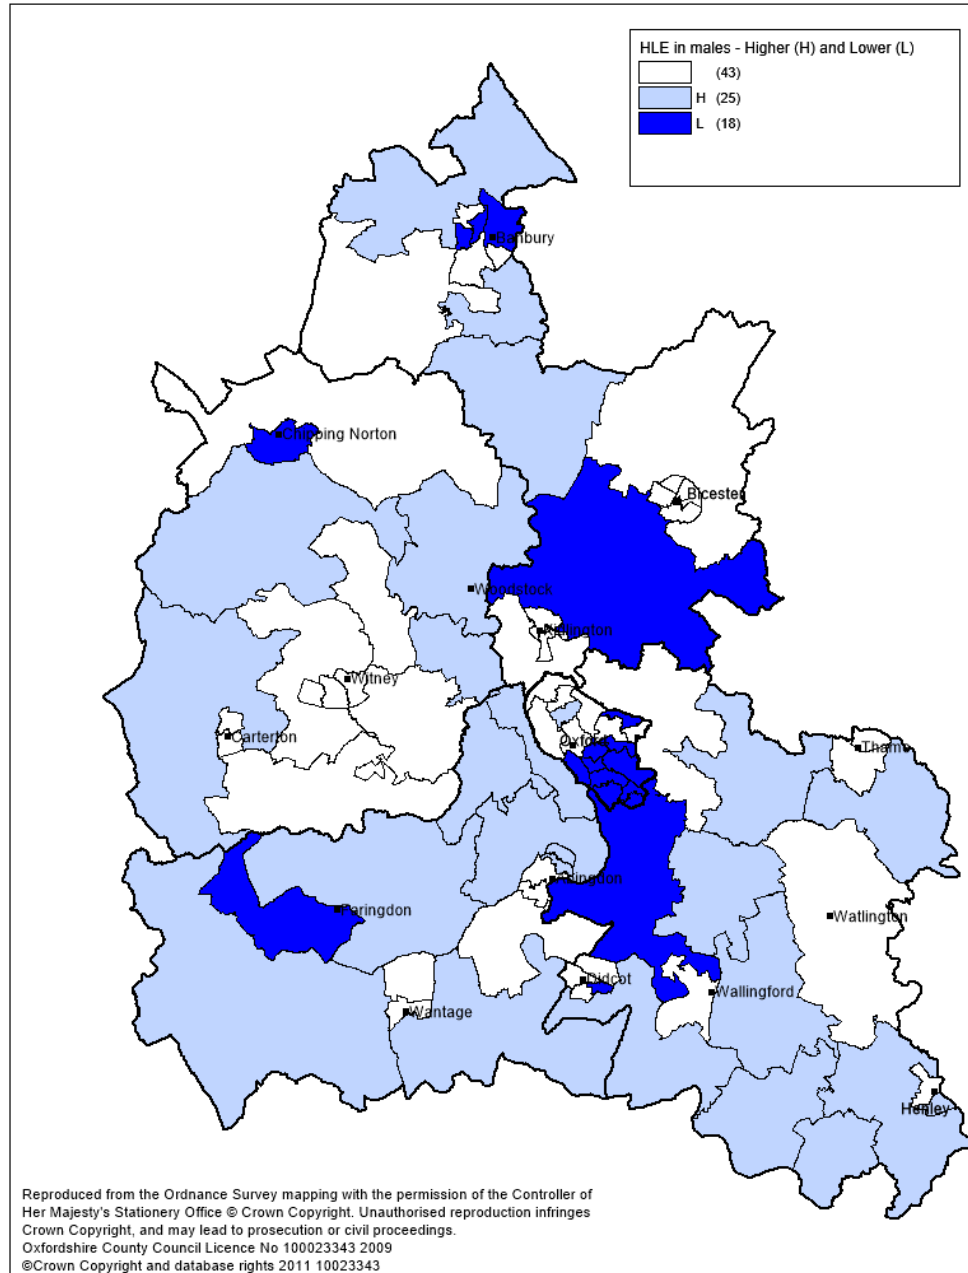 HLE in males - Higher (H) and Lower (L)
(43)
H (25)
L (18)
Banbury
Chipping Norton
Bicester
Woodstock
Kidlington
Witney
Carterton
Oxford
Thame
Abingdon
Faringdon
Watlington
Didcot
Wallingford
Wantage
Henley
Reproduced from the Ordnance Survey mapping with the permission of the Controller of
Her Majesty's Stationery Office © Crown Copyright. Unauthorised reproduction infringes
Crown Copyright, and may lead to prosecution or civil proceedings.
Oxfordshire County Council Licence No 100023343 2009
©Crown Copyright and database rights 2011 10023343